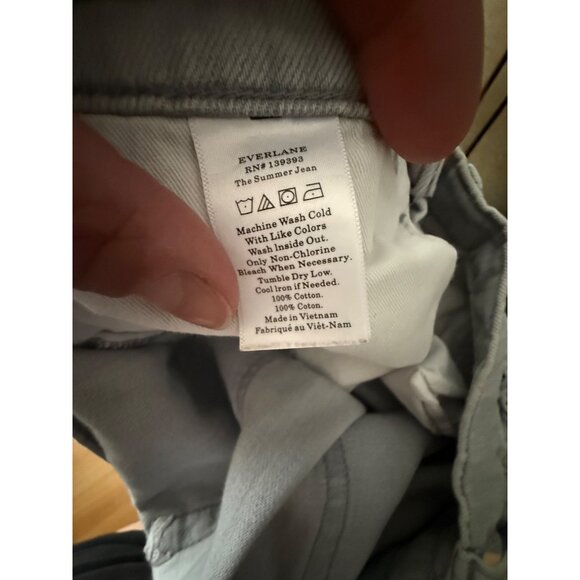 EVERLANE
RN# 139393
The Summer Jean
Machine Wash Cold
With Like Colors
Wash Inside Out.
Only Non-Chlorine
Bleach When Necessary.
Tumble Dry Low.
Cool Iron if Needed.
100% Cotton.
100% Coton.
Made in Vietnam
Fabriqué au Viêt-Nam